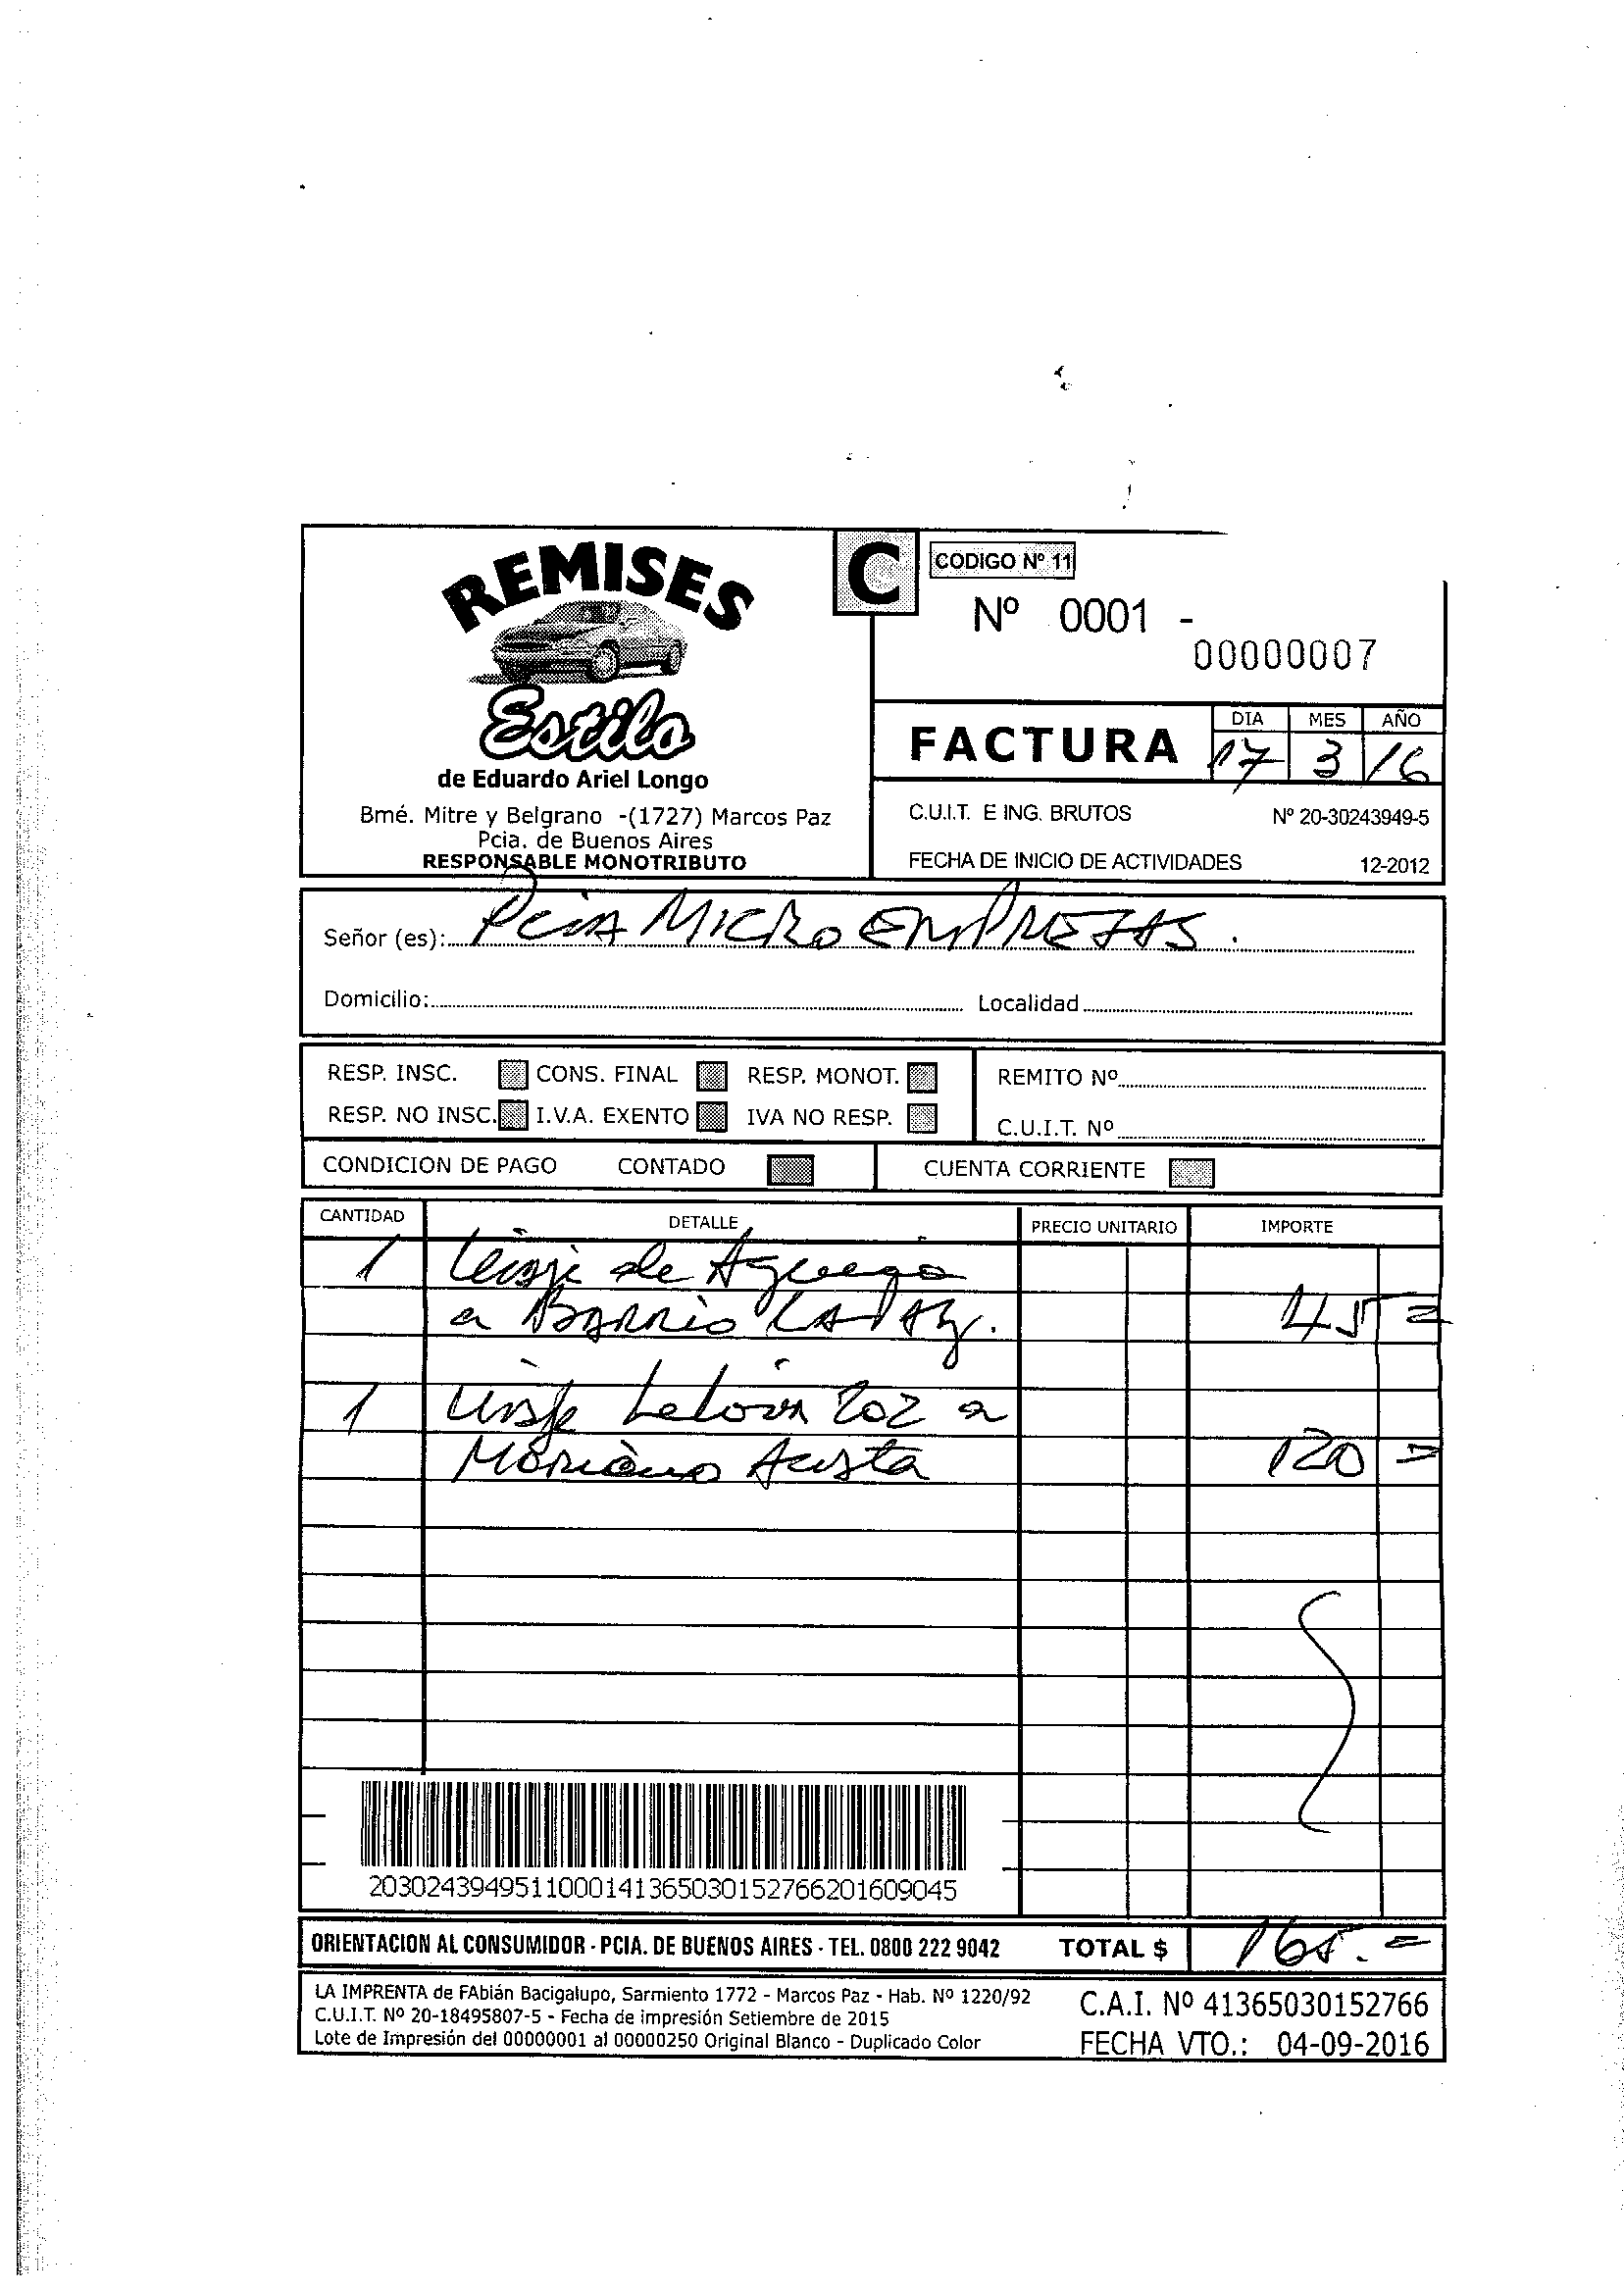 REMISES
Estilo
de Eduardo Ariel Longo
Bmé. Mitre y Belgrano -(1727) Marcos Paz
Pcia. de Buenos Aires
RESPONSABLE MONOTRIBUTO
C
CODIGO Nº 11
Nº 0001 -
00000007
FACTURA
DIA MES AÑO
17 3 16
C.U.I.T. E ING. BRUTOS Nº 20-30243949-5
FECHA DE INICIO DE ACTIVIDADES 12-2012
Señor (es): Pcia MICROEMPRESAS.
Domicilio: Localidad
RESP. INSC. CONS. FINAL RESP. MONOT.
RESP. NO INSC. I.V.A. EXENTO IVA NO RESP.
REMITO Nº
C.U.I.T. Nº
CONDICION DE PAGO CONTADO CUENTA CORRIENTE
CANTIDAD DETALLE PRECIO UNITARIO IMPORTE
1 Viaje de
a BARRIO LA PAZ. 45=
1 Viaje 202 a
Mariano Acosta 120=
203024394951100014136503015276620160904​5
ORIENTACION AL CONSUMIDOR - PCIA. DE BUENOS AIRES - TEL. 0800 222 9042
TOTAL $ 165.=
LA IMPRENTA de FAbián Bacigalupo, Sarmiento 1772 - Marcos Paz - Hab. Nº 1220/92
C.U.I.T. Nº 20-18495807-5 - Fecha de impresión Setiembre de 2015
Lote de Impresión del 00000001 al 00000250 Original Blanco - Duplicado Color
C.A.I. Nº 41365030152766
FECHA VTO.: 04-09-2016